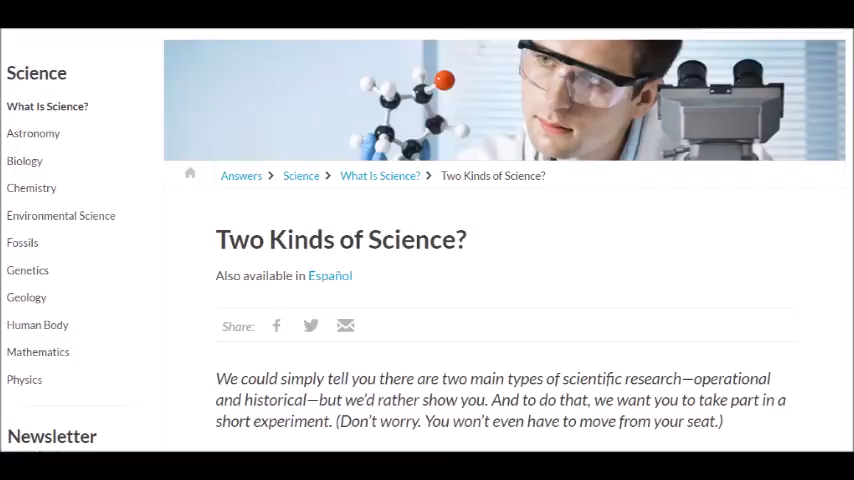 Science
What Is Science?
Astronomy
Biology
Chemistry
Environmental Science
Fossils
Genetics
Geology
Human Body
Mathematics
Physics
Newsletter
Answers > Science > What Is Science? > Two Kinds of Science?
Two Kinds of Science?
Also available in Español
Share:
We could simply tell you there are two main types of scientific research—operational
and historical—but we'd rather show you. And to do that, we want you to take part in a
short experiment. (Don't worry. You won't even have to move from your seat.)